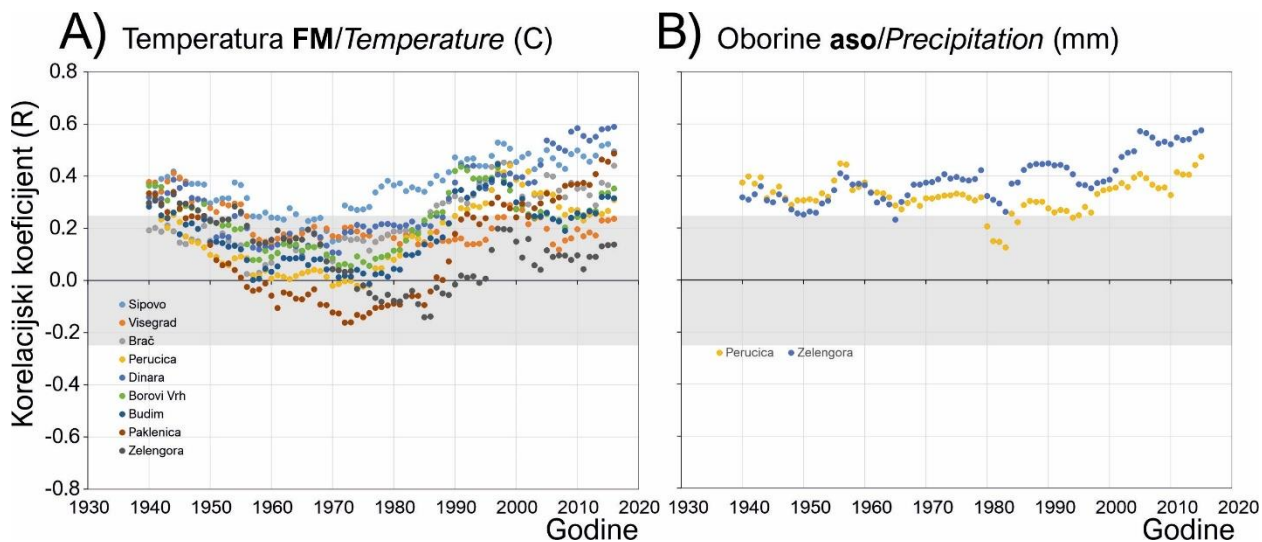 A) Temperatura FM/Temperature (C)
B) Oborine aso/Precipitation (mm)
Korelacijski koeficijent (R)
0.8
0.6
0.4
0.2
0.0
-0.2
-0.4
-0.6
-0.8
Sipovo
Visegrad
Brač
Perucica
Dinara
Borovi Vrh
Budim
Paklenica
Zelengora
1930 1940 1950 1960 1970 1980 1990 2000 2010 2020
Godine
Perucica Zelengora
1930 1940 1950 1960 1970 1980 1990 2000 2010 2020
Godine